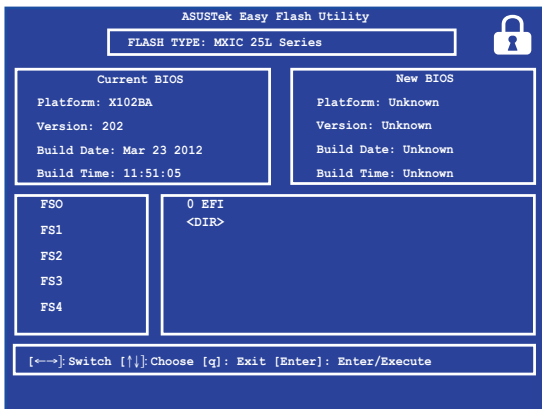 ASUSTek Easy Flash Utility
FLASH TYPE: MXIC 25L Series
Current BIOS
Platform: X102BA
Version: 202
Build Date: Mar 23 2012
Build Time: 11:51:05
New BIOS
Platform: Unknown
Version: Unknown
Build Date: Unknown
Build Time: Unknown
FSO
FS1
FS2
FS3
FS4
0 EFI
<DIR>
[←→]: Switch [↑↓]: Choose [q]: Exit [Enter]: Enter/Execute